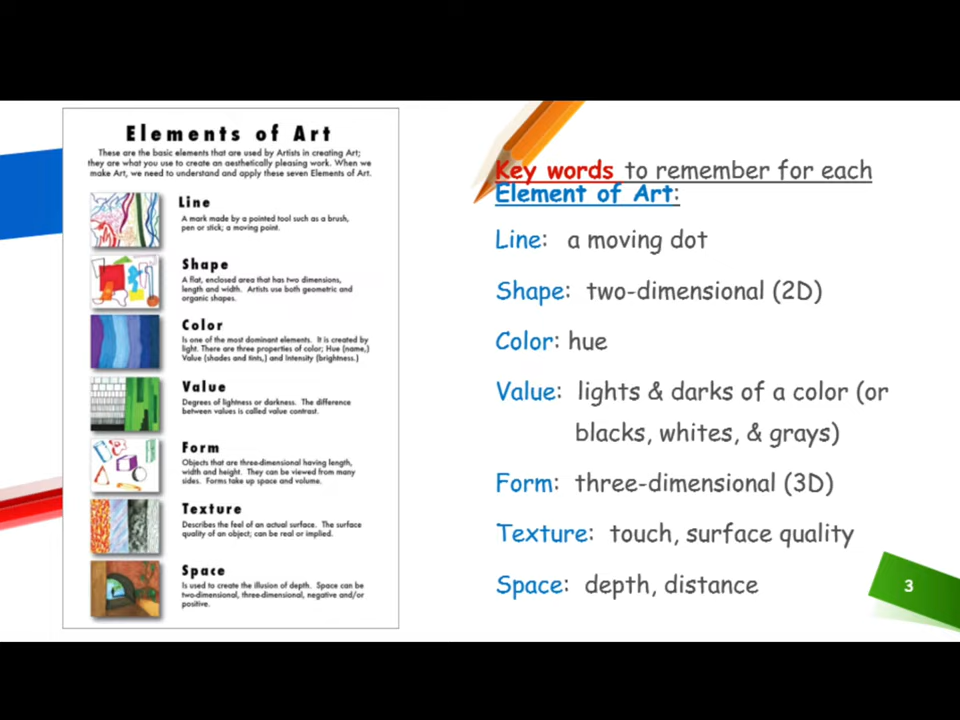 Elements of Art
These are the basic elements that are used by Artists in creating Art;
they are what you use to create an aesthetically pleasing work. When we
make Art, we need to understand and apply these seven Elements of Art.
Line
A mark made by a pointed tool such as a brush,
pen or stick; a moving point.
Shape
A flat, enclosed area that has two dimensions,
length and width. Artists use both geometric and
organic shapes.
Color
Is one of the most dominant elements. It is created by
light. There are three properties of color; Hue (name,)
Value (shades and tints,) and Intensity (brightness.)
Value
Degrees of lightness or darkness. The difference
between values is called value contrast.
Form
Objects that are three-dimensional having length,
width and height. They can be viewed from many
sides. Forms take up space and volume.
Texture
Describes the feel of an actual surface. The surface
quality of an object; can be real or implied.
Space
Is used to create the illusion of depth. Space can be
two-dimensional, three-dimensional, negative and/or
positive.
Key words to remember for each
Element of Art:
Line: a moving dot
Shape: two-dimensional (2D)
Color: hue
Value: lights & darks of a color (or
blacks, whites, & grays)
Form: three-dimensional (3D)
Texture: touch, surface quality
Space: depth, distance
3